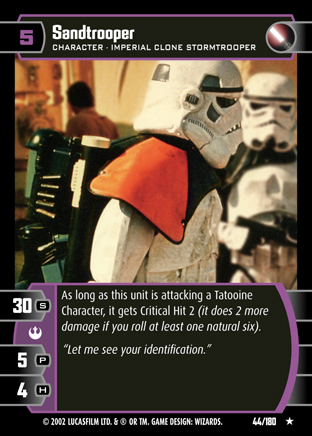 5 Sandtrooper
CHARACTER · IMPERIAL CLONE STORMTROOPER
30 S
5 P
4 H
As long as this unit is attacking a Tatooine
Character, it gets Critical Hit 2 (it does 2 more
damage if you roll at least one natural six).
“Let me see your identification.”
© 2002 LUCASFILM LTD. & ® OR TM. GAME DESIGN: WIZARDS. 44/180 ★